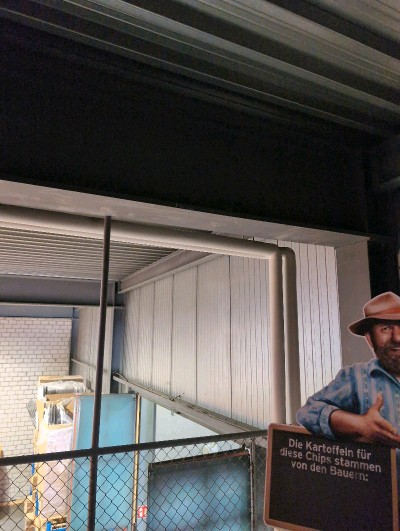 Die Kartoffeln für
diese Chips stammen
von den Bauern: